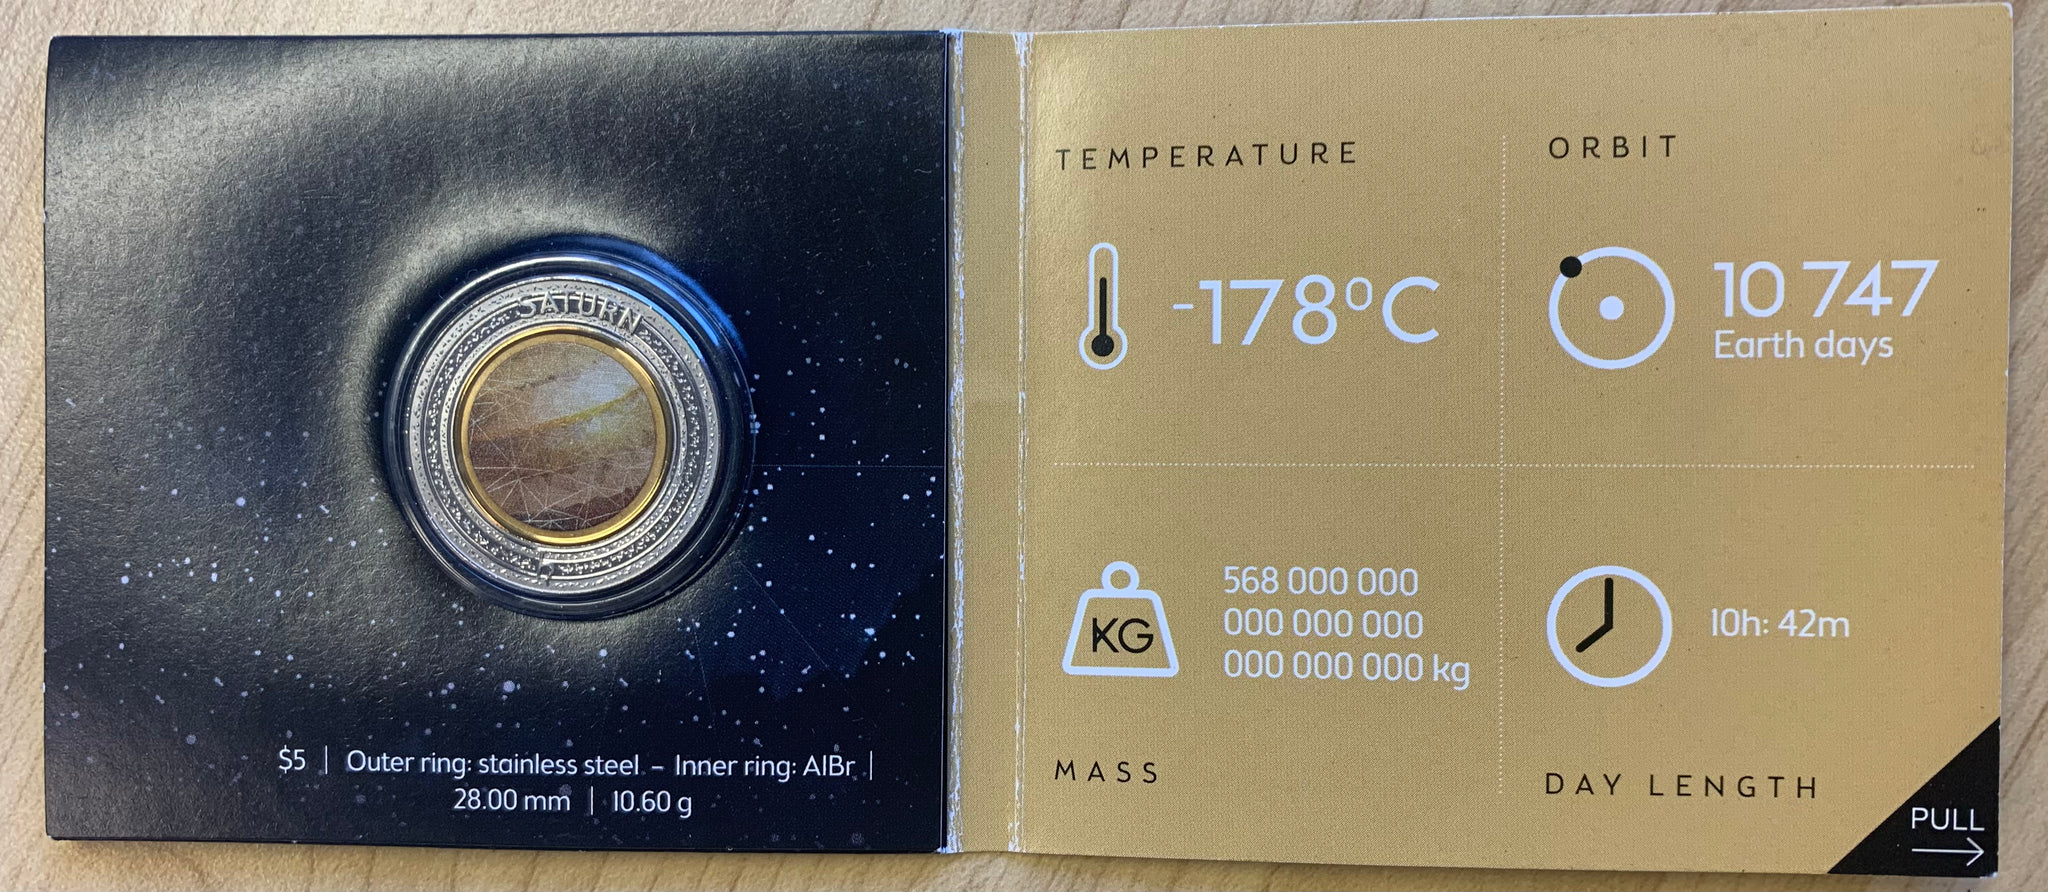 SATURN
$5 | Outer ring: stainless steel – Inner ring: AlBr |
28.00 mm | 10.60 g
TEMPERATURE
-178°C
ORBIT
10 747
Earth days
KG
568 000 000
000 000 000
000 000 000 kg
MASS
10h: 42m
DAY LENGTH
PULL